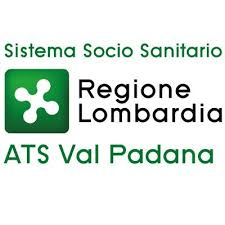 Sistema Socio Sanitario
Regione
Lombardia
ATS Val Padana